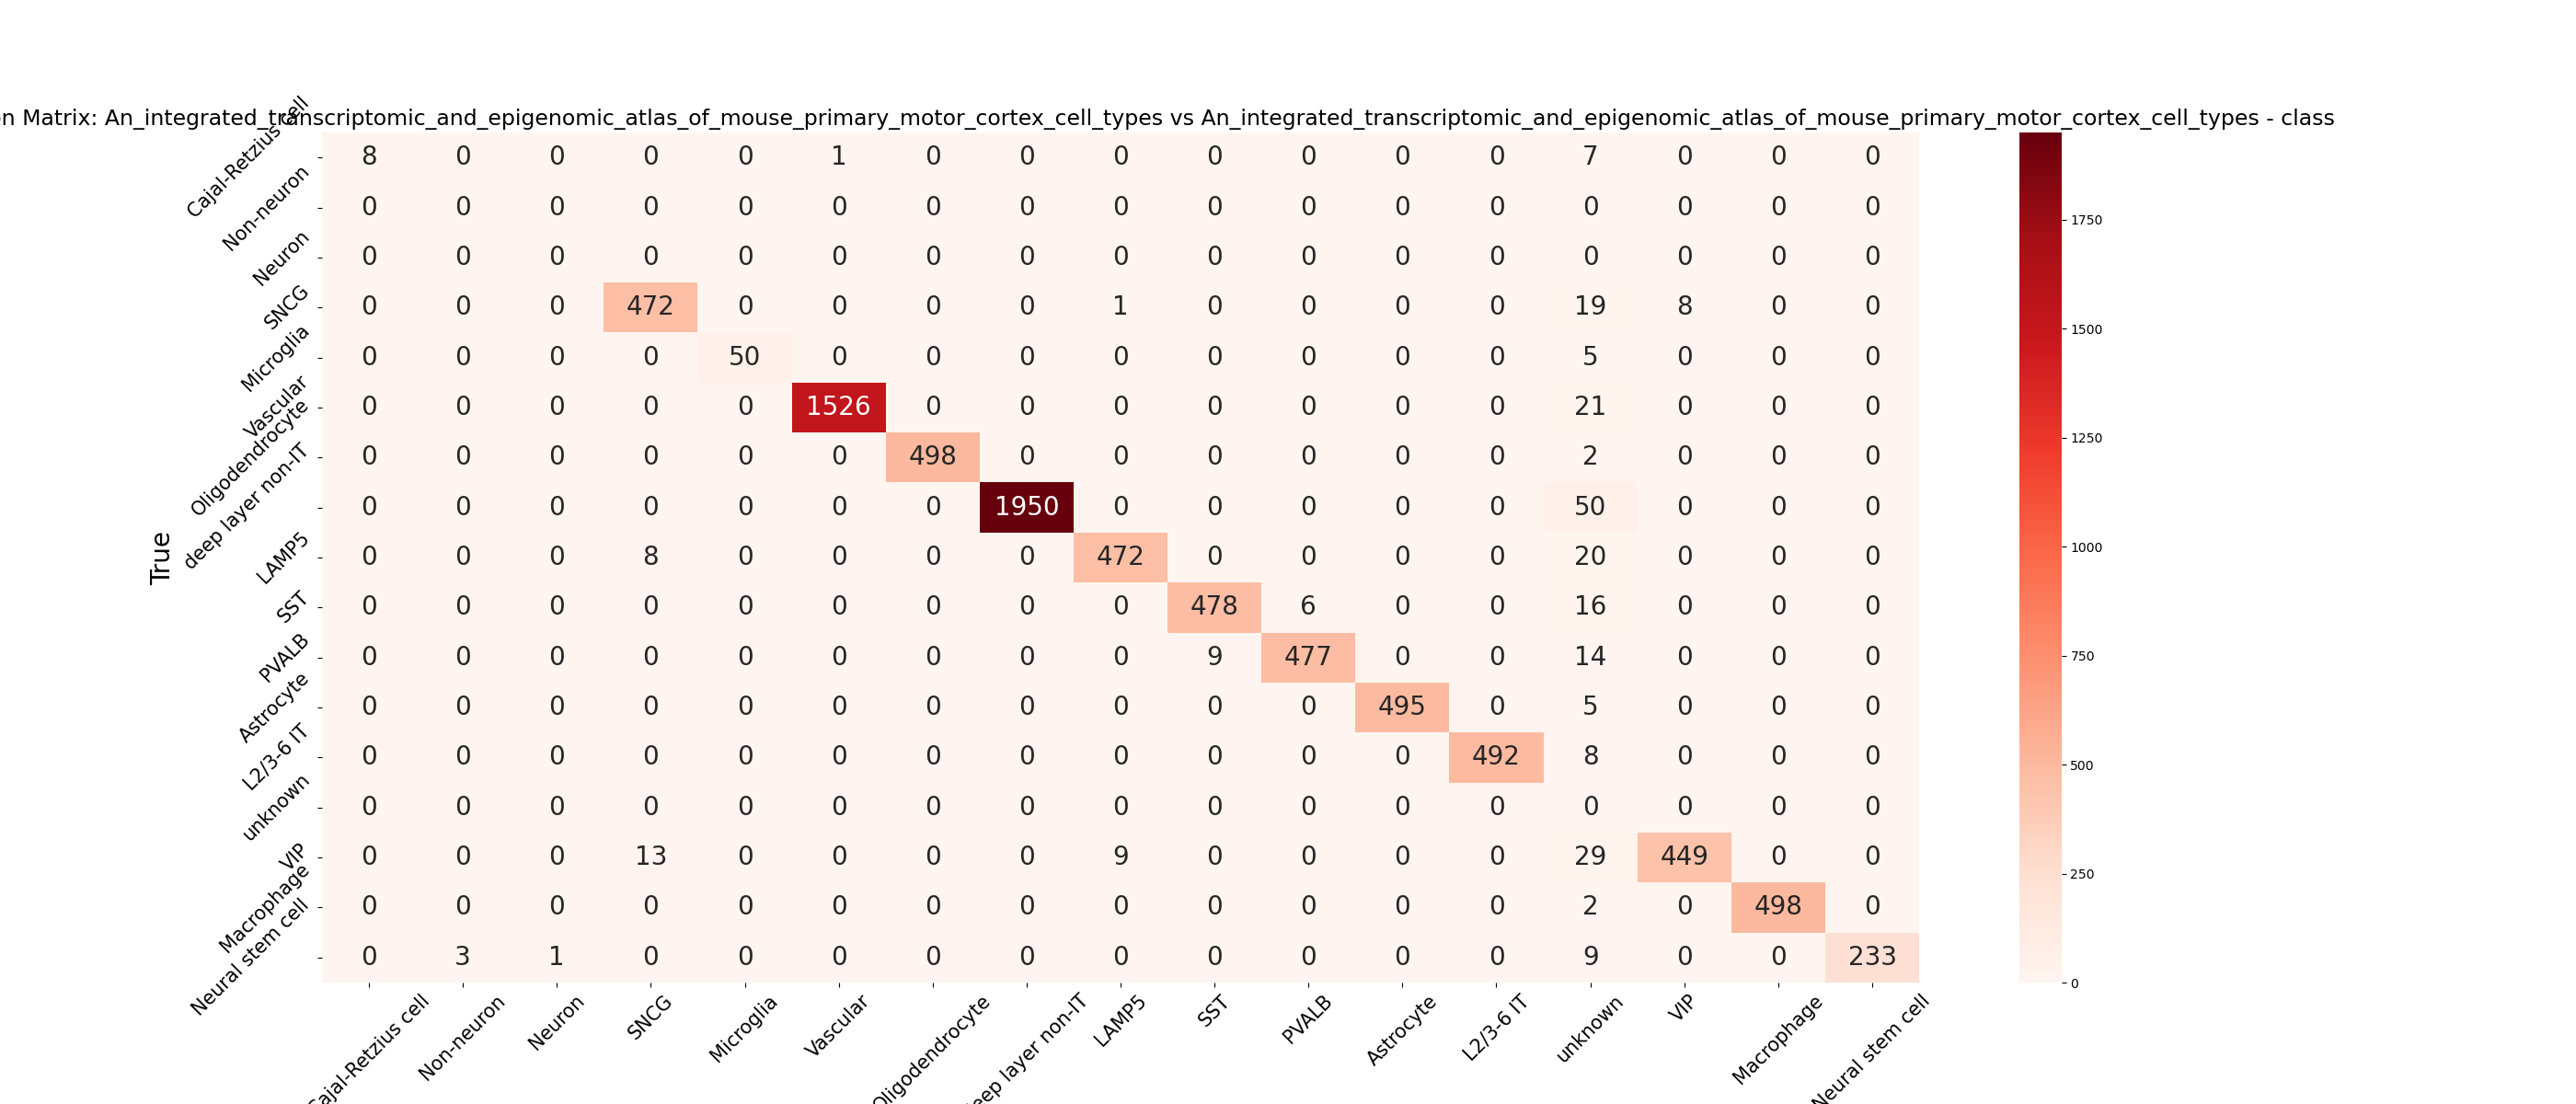 n Matrix: An_integrated_transcriptomic_and_epigenomic_atlas_of_mouse_primary_motor_cortex_cell_types vs An_integrated_transcriptomic_and_epigenomic_atlas_of_mouse_primary_motor_cortex_cell_types - class
True
Cajal-Retzius cell 8 0 0 0 0 1 0 0 0 0 0 0 0 7 0 0 0
Non-neuron 0 0 0 0 0 0 0 0 0 0 0 0 0 0 0 0 0
Neuron 0 0 0 0 0 0 0 0 0 0 0 0 0 0 0 0 0
SNCG 0 0 0 472 0 0 0 0 1 0 0 0 0 19 8 0 0
Microglia 0 0 0 0 50 0 0 0 0 0 0 0 0 5 0 0 0
Vascular 0 0 0 0 0 1526 0 0 0 0 0 0 0 21 0 0 0
Oligodendrocyte 0 0 0 0 0 0 498 0 0 0 0 0 0 2 0 0 0
deep layer non-IT 0 0 0 0 0 0 0 1950 0 0 0 0 0 50 0 0 0
LAMP5 0 0 0 8 0 0 0 0 472 0 0 0 0 20 0 0 0
SST 0 0 0 0 0 0 0 0 0 478 6 0 0 16 0 0 0
PVALB 0 0 0 0 0 0 0 0 0 9 477 0 0 14 0 0 0
Astrocyte 0 0 0 0 0 0 0 0 0 0 0 495 0 5 0 0 0
L2/3-6 IT 0 0 0 0 0 0 0 0 0 0 0 0 492 8 0 0 0
unknown 0 0 0 0 0 0 0 0 0 0 0 0 0 0 0 0 0
VIP 0 0 0 13 0 0 0 0 9 0 0 0 0 29 449 0 0
Macrophage 0 0 0 0 0 0 0 0 0 0 0 0 0 2 0 498 0
Neural stem cell 0 3 1 0 0 0 0 0 0 0 0 0 0 9 0 0 233
Cajal-Retzius cell
Non-neuron
Neuron
SNCG
Microglia
Vascular
Oligodendrocyte
eep layer non-IT
LAMP5
SST
PVALB
Astrocyte
L2/3-6 IT
unknown
VIP
Macrophage
Neural stem cell
1750
1500
1250
1000
750
500
250
0